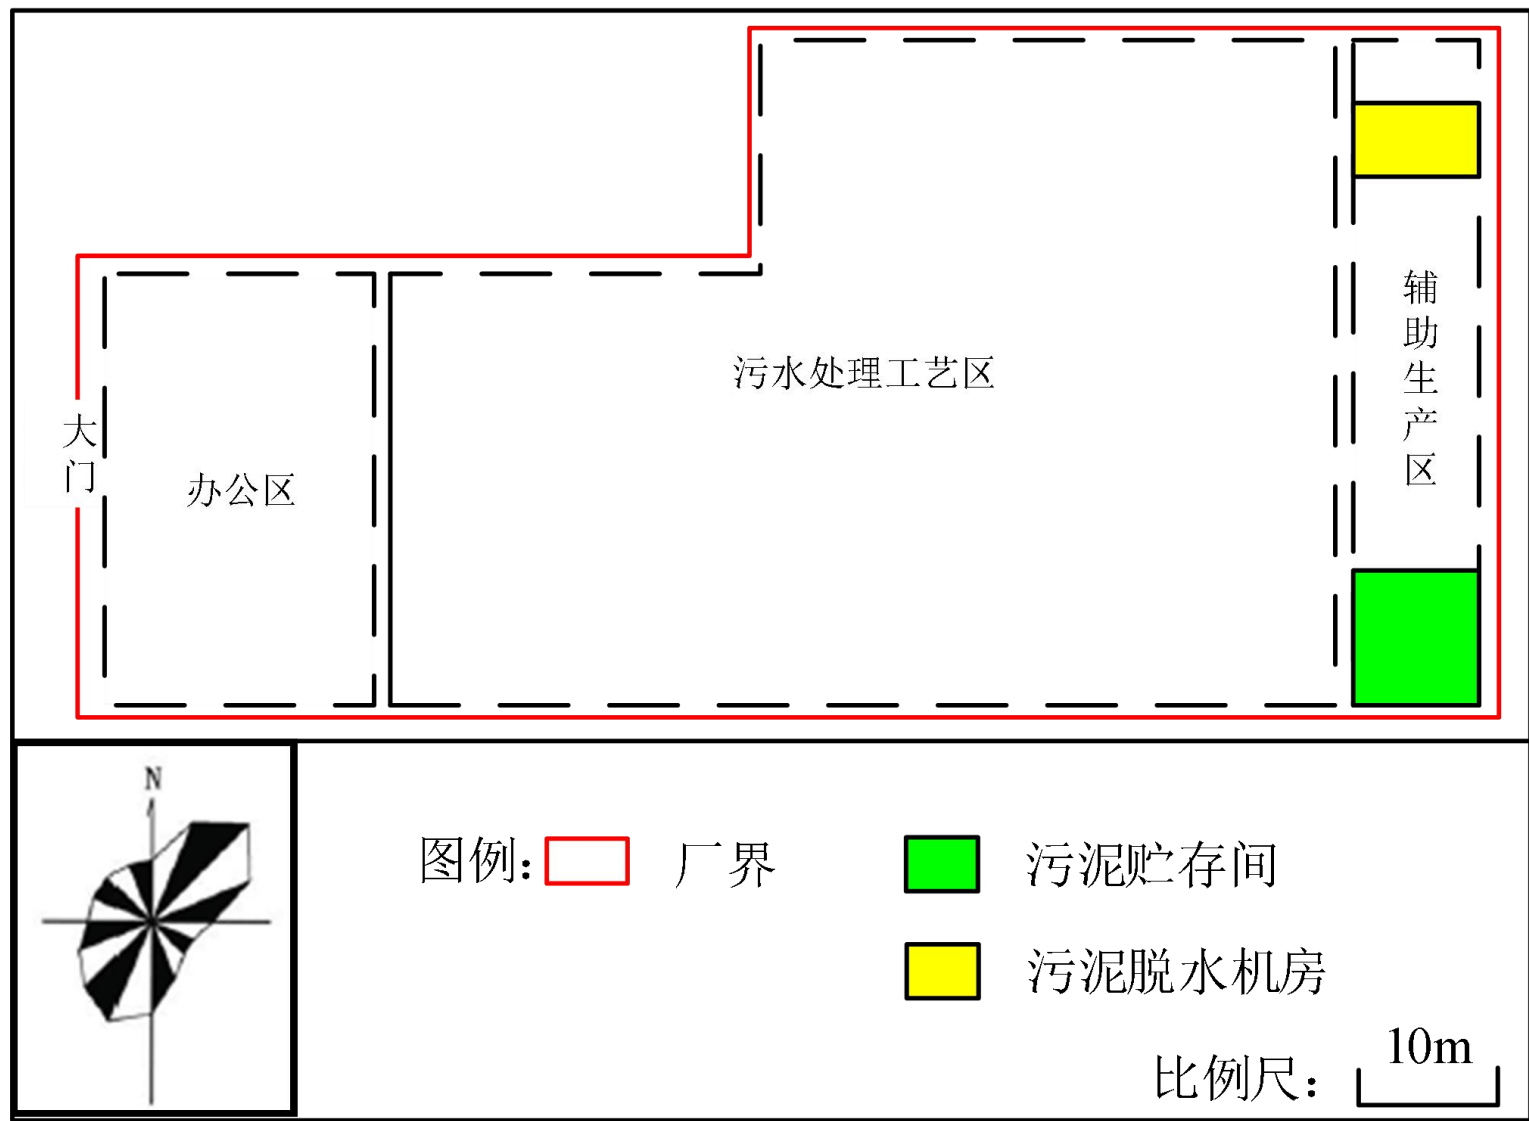 污水处理工艺区
辅助生产区
大门
办公区
N
图例：
厂界
污泥贮存间
污泥脱水机房
比例尺：
10m